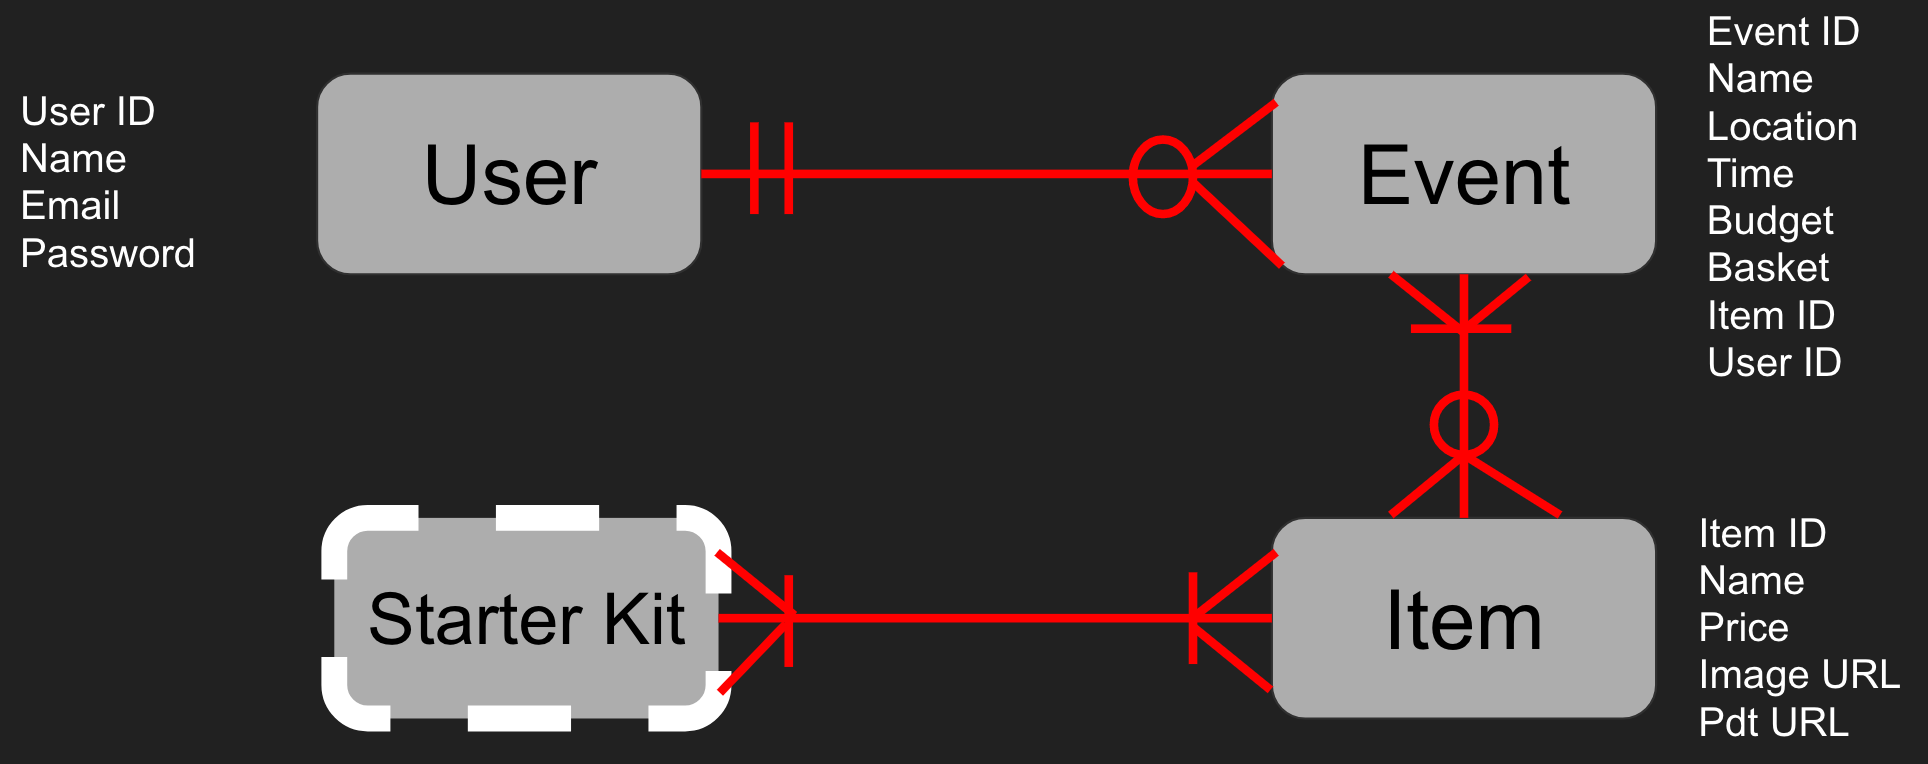 User ID
Name
Email
Password
User
Event
Event ID
Name
Location
Time
Budget
Basket
Item ID
User ID
Starter Kit
Item
Item ID
Name
Price
Image URL
Pdt URL